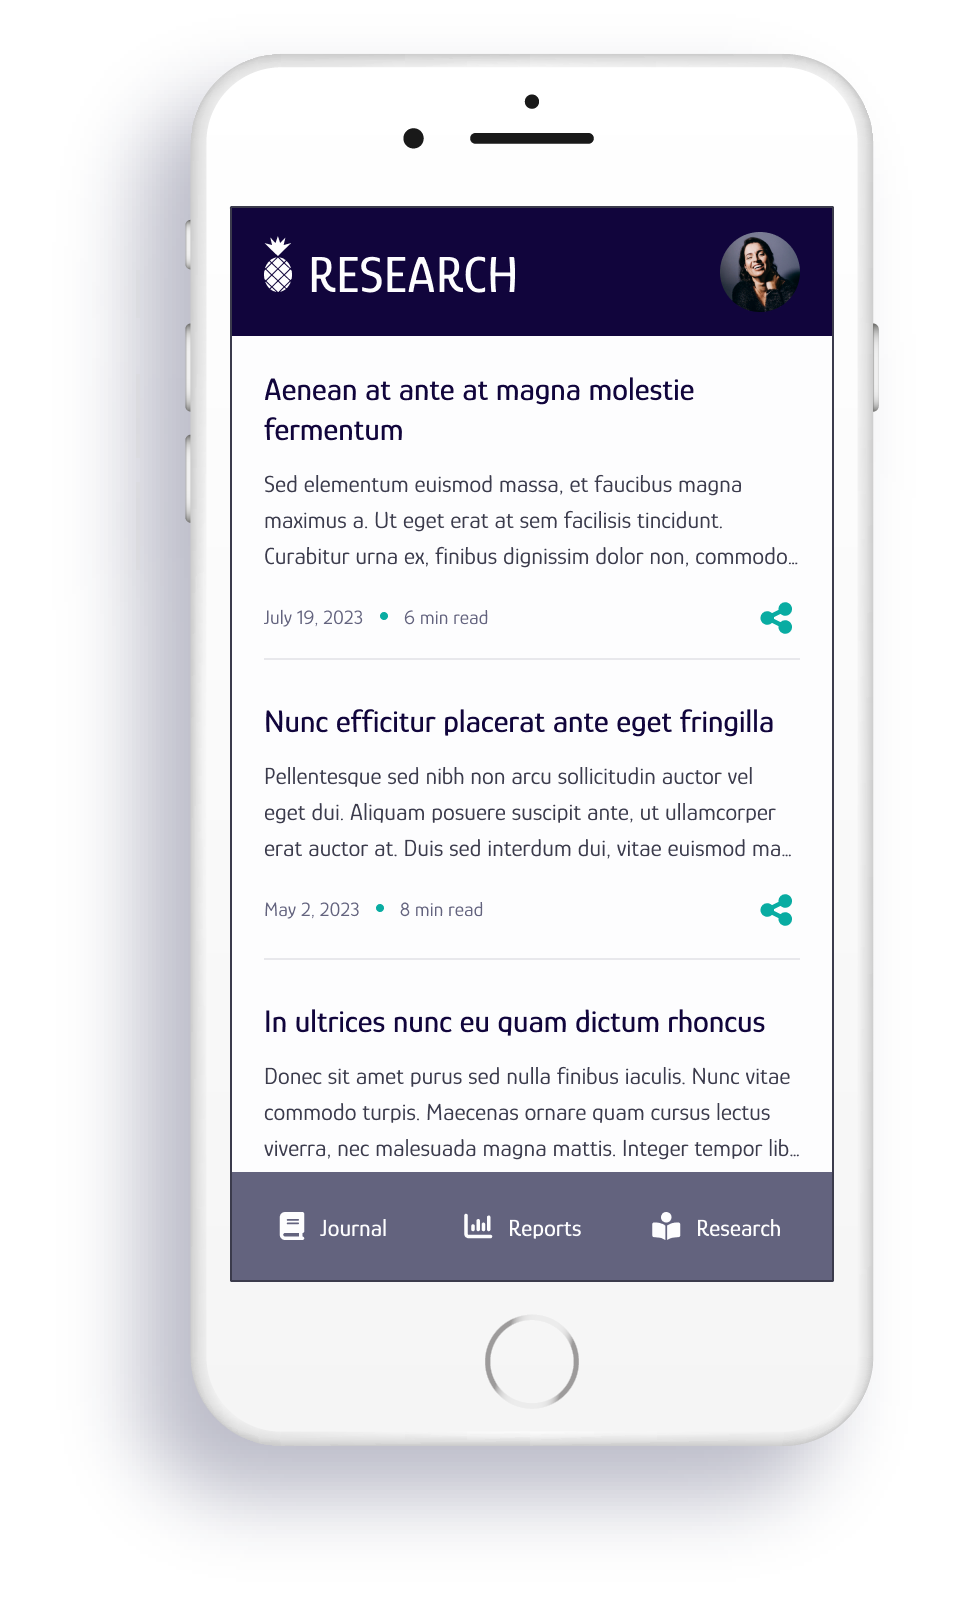 RESEARCH
Aenean at ante at magna molestie
fermentum
Sed elementum euismod massa, et faucibus magna
maximus a. Ut eget erat at sem facilisis tincidunt.
Curabitur urna ex, finibus dignissim dolor non, commodo...
July 19, 2023 • 6 min read
Nunc efficitur placerat ante eget fringilla
Pellentesque sed nibh non arcu sollicitudin auctor vel
eget dui. Aliquam posuere suscipit ante, ut ullamcorper
erat auctor at. Duis sed interdum dui, vitae euismod ma...
May 2, 2023 • 8 min read
In ultrices nunc eu quam dictum rhoncus
Donec sit amet purus sed nulla finibus iaculis. Nunc vitae
commodo turpis. Maecenas ornare quam cursus lectus
viverra, nec malesuada magna mattis. Integer tempor lib...
Journal Reports Research